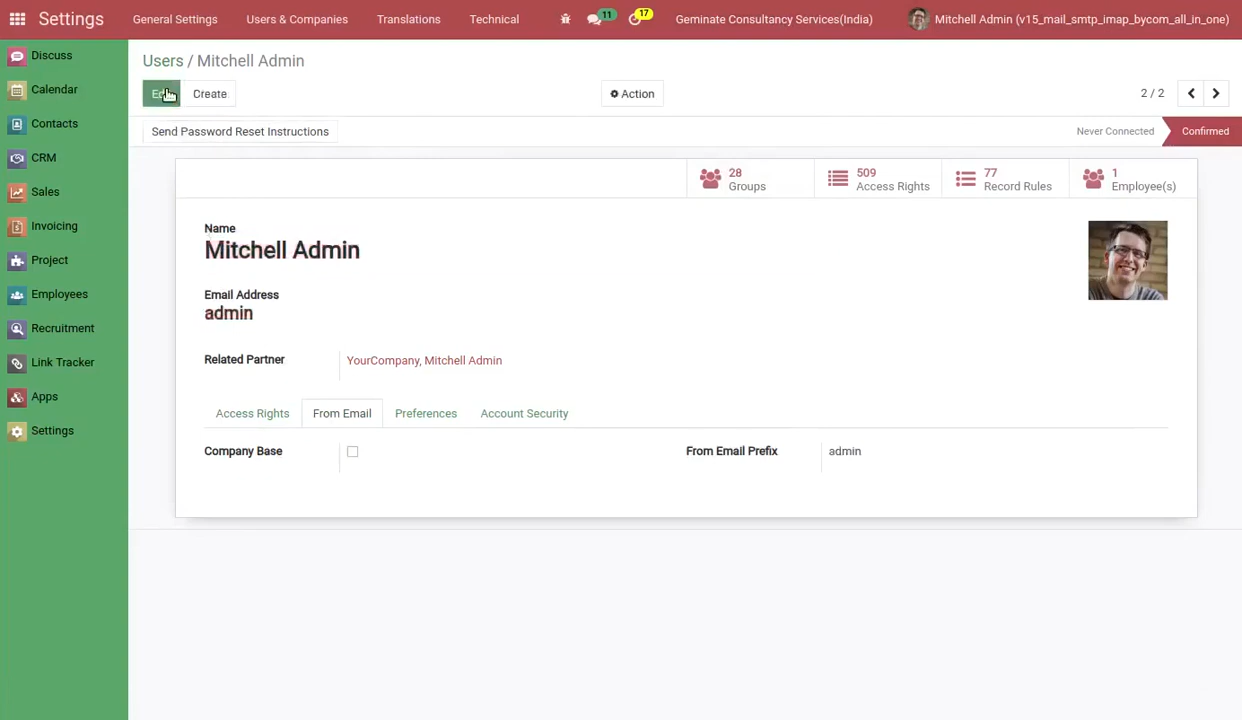 Settings General Settings Users & Companies Translations Technical 11 17 Geminate Consultancy Services(India) Mitchell Admin (v15_mail_smtp_imap_bycom_all_in_one)
Discuss
Calendar
Contacts
CRM
Sales
Invoicing
Project
Employees
Recruitment
Link Tracker
Apps
Settings
Users / Mitchell Admin
Create Action 2 / 2
Send Password Reset Instructions Never Connected Confirmed
28 Groups
509 Access Rights
77 Record Rules
1 Employee(s)
Name
Mitchell Admin
Email Address
admin
Related Partner YourCompany, Mitchell Admin
Access Rights From Email Preferences Account Security
Company Base From Email Prefix admin